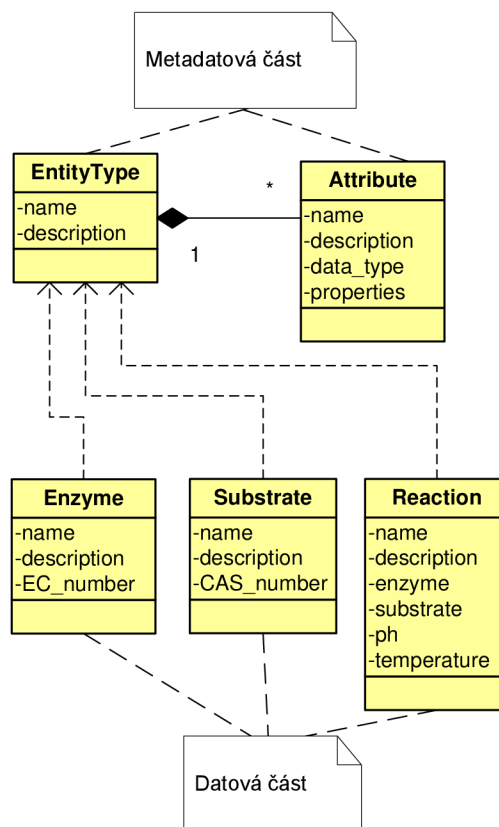 Metadatová část
EntityType
-name
-description
1
*
Attribute
-name
-description
-data_type
-properties
Enzyme
-name
-description
-EC_number
Substrate
-name
-description
-CAS_number
Reaction
-name
-description
-enzyme
-substrate
-ph
-temperature
Datová část